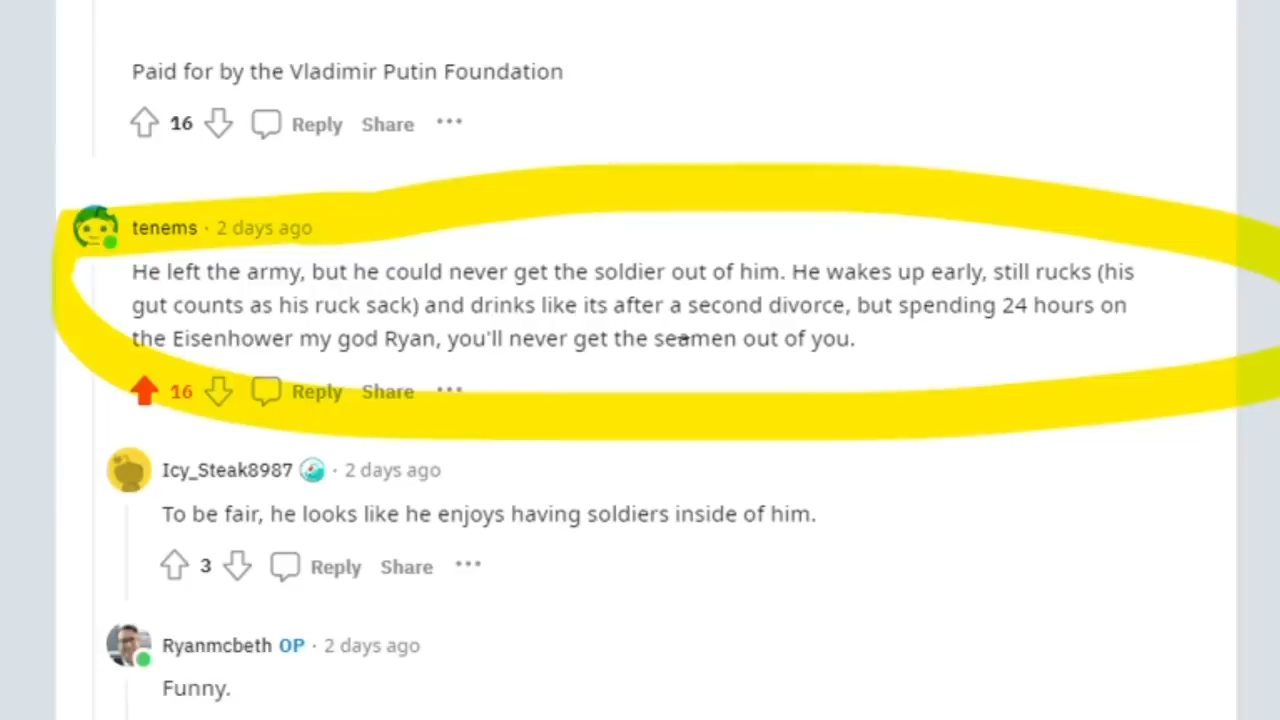 Paid for by the Vladimir Putin Foundation
16 Reply Share ...
tenems · 2 days ago
He left the army, but he could never get the soldier out of him. He wakes up early, still rucks (his
gut counts as his ruck sack) and drinks like its after a second divorce, but spending 24 hours on
the Eisenhower my god Ryan, you'll never get the seamen out of you.
16 Reply Share ...
Icy_Steak8987 · 2 days ago
To be fair, he looks like he enjoys having soldiers inside of him.
3 Reply Share ...
Ryanmcbeth OP · 2 days ago
Funny.